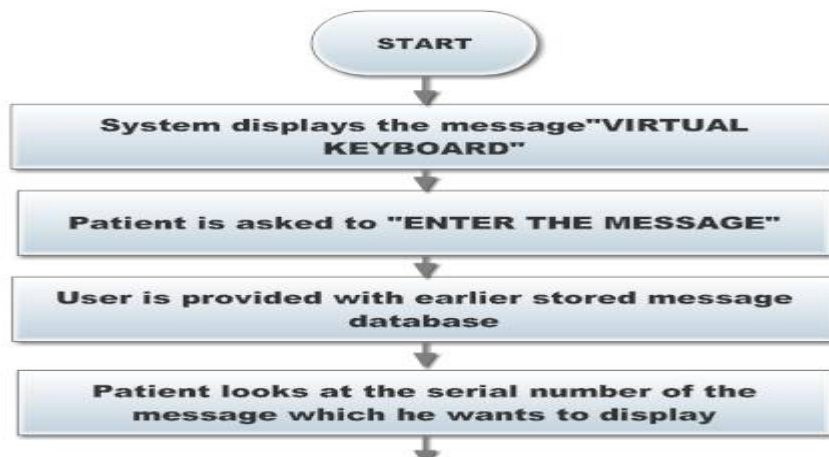 START
System displays the message"VIRTUAL
KEYBOARD"
Patient is asked to "ENTER THE MESSAGE"
User is provided with earlier stored message
database
Patient looks at the serial number of the
message which he wants to display